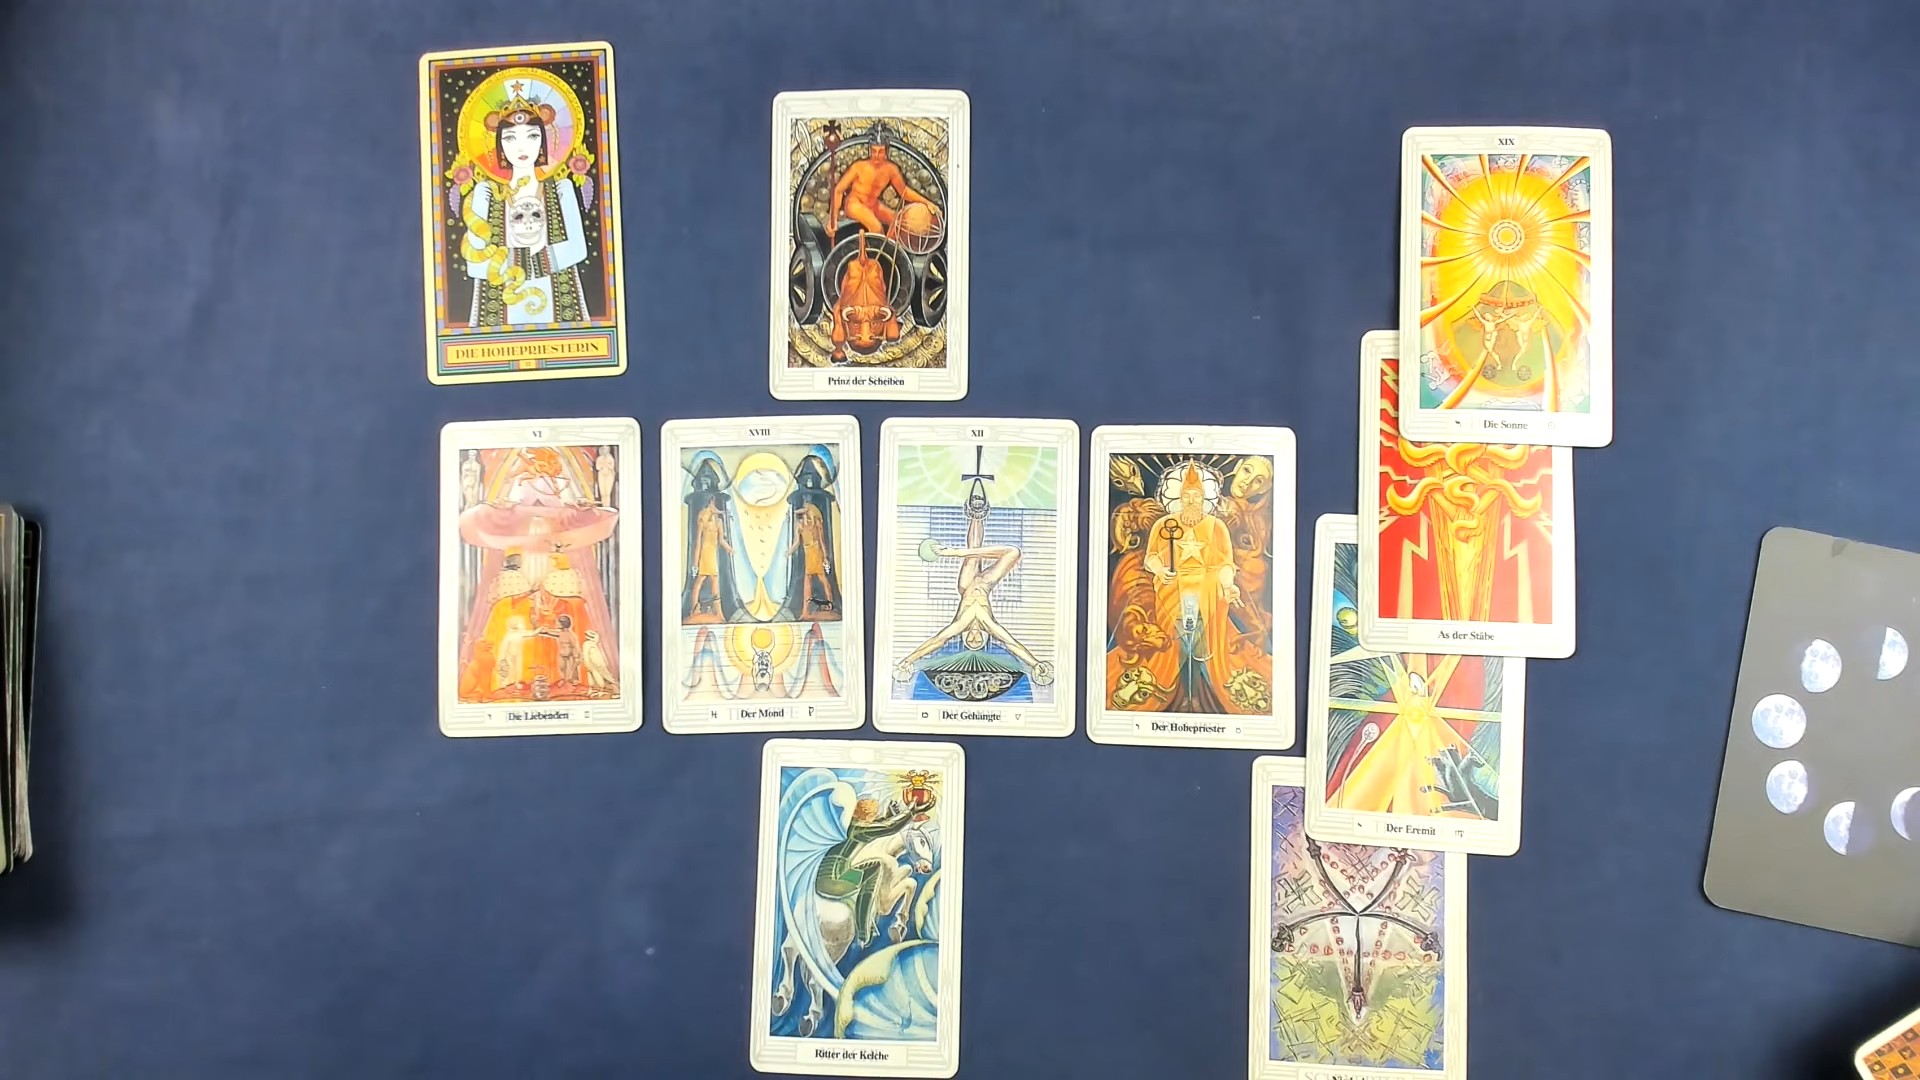 DIE HOHEPRIESTERIN
II
Prinz der Scheiben
XIX
Die Sonne
VI
Die Liebenden
XVIII
Der Mond
XII
Der Gehängte
V
Der Hohepriester
As der Stäbe
Der Eremit
Ritter der Kelche